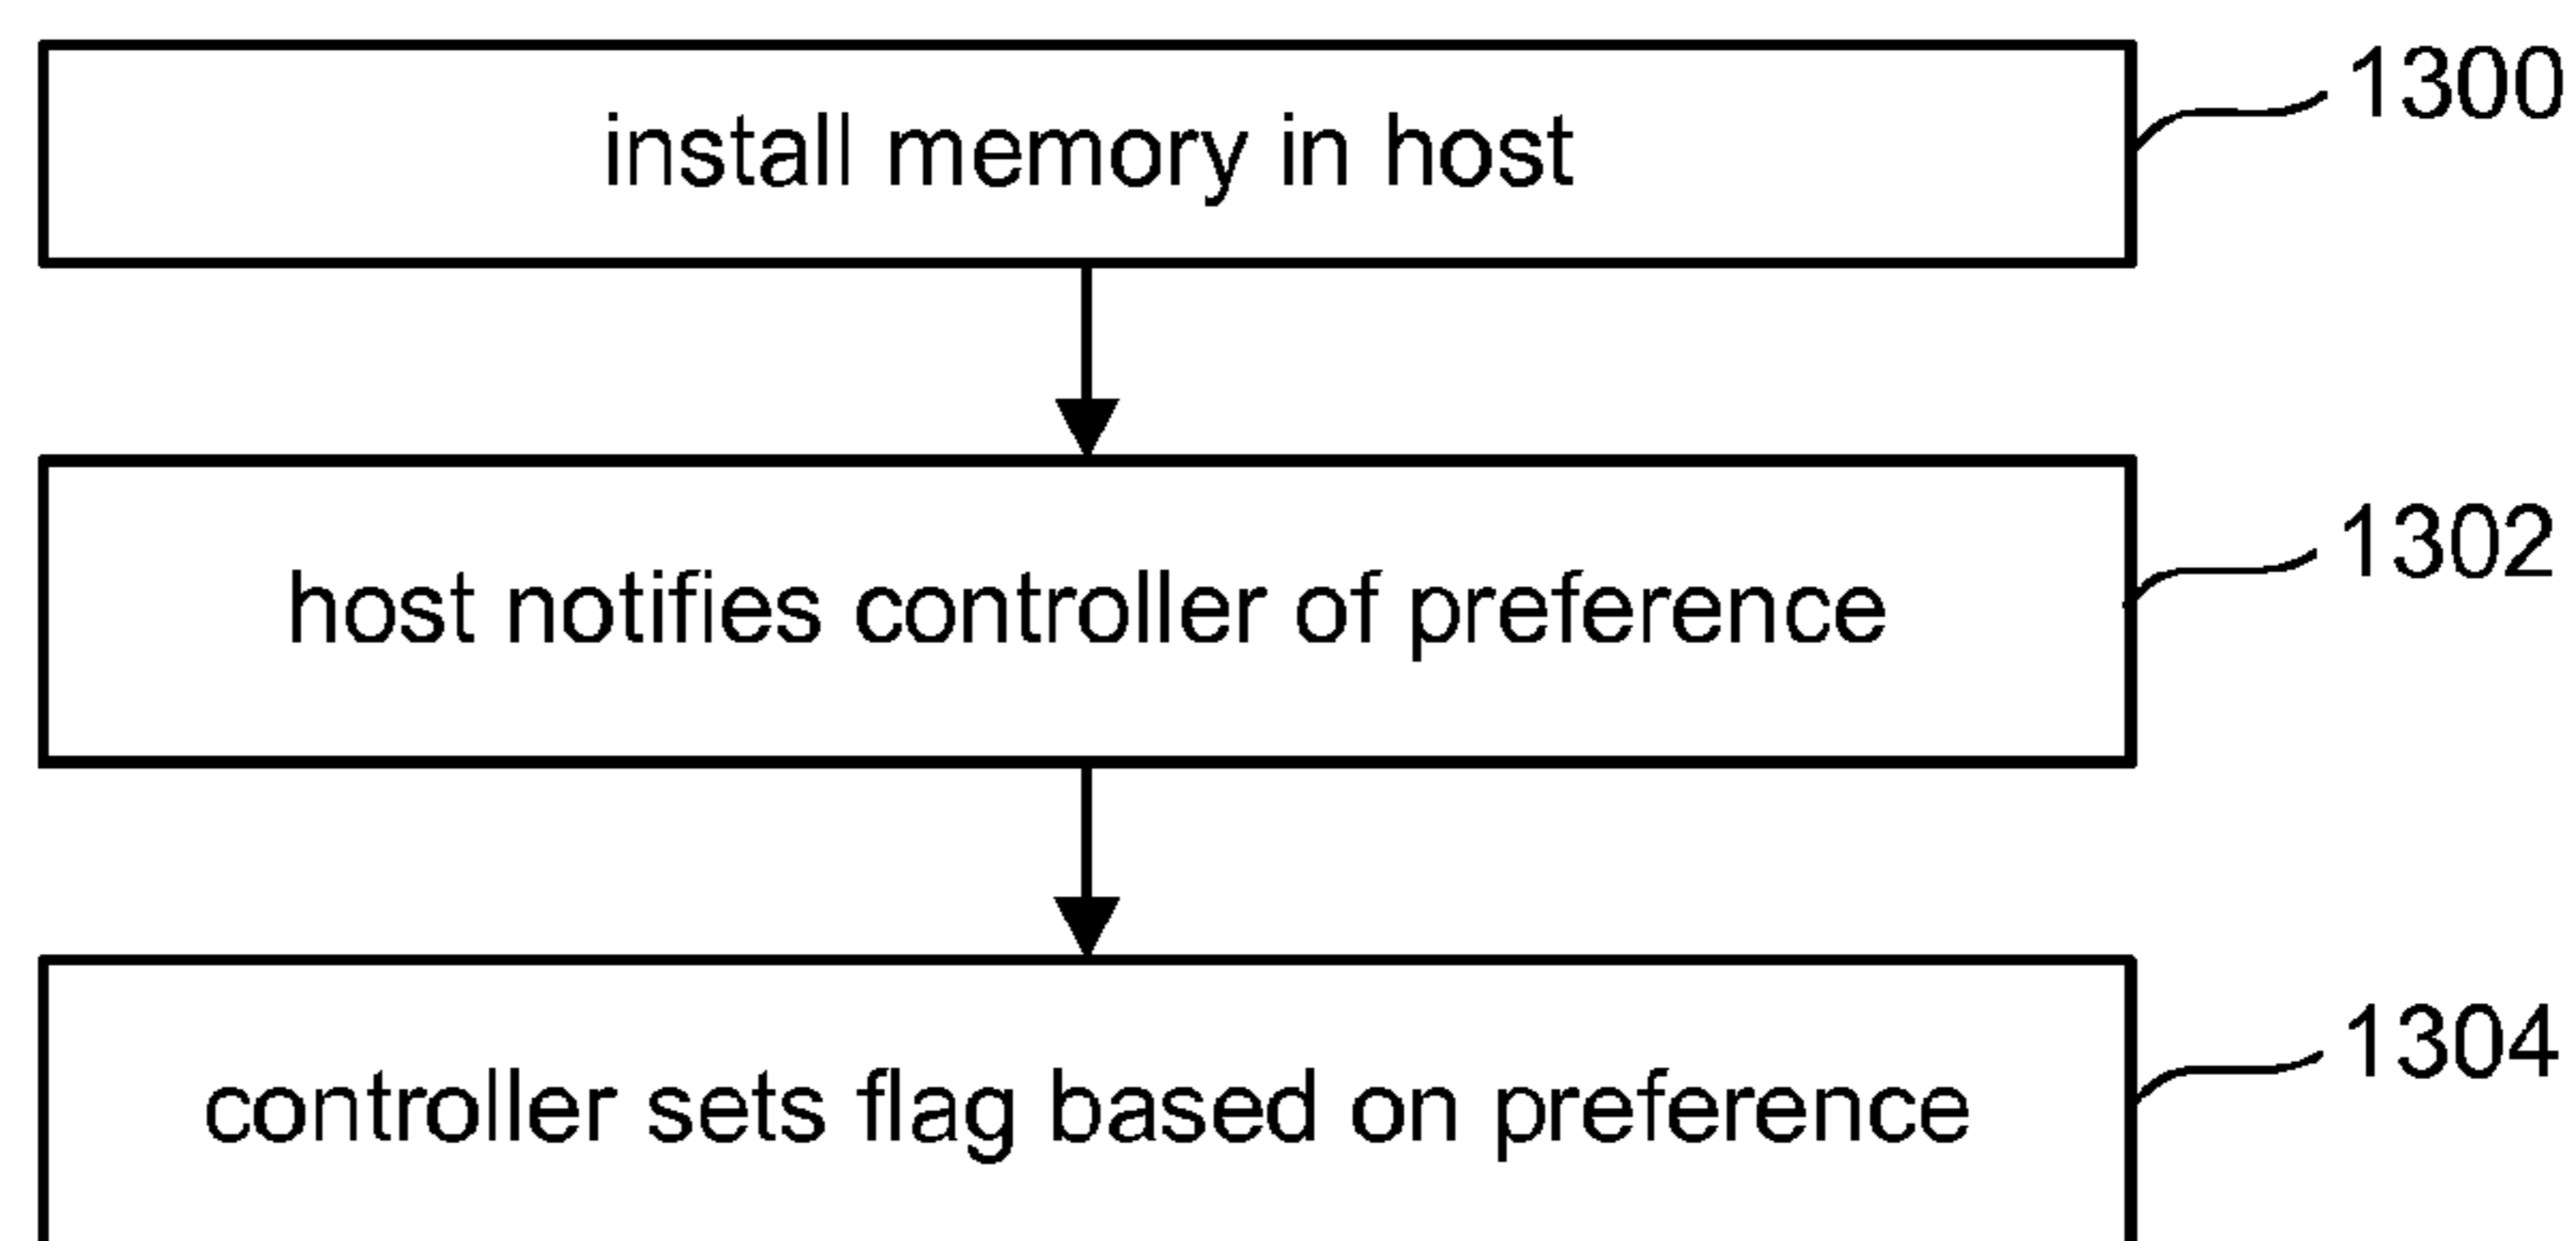 install memory in host
1300
host notifies controller of preference
1302
controller sets flag based on preference
1304